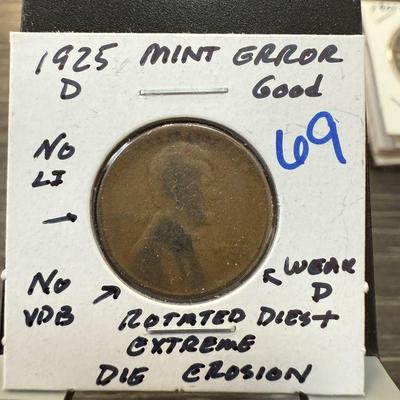 1925 MINT ERROR
D Good
69
No
LI
No
VDB
WEAK
D
ROTATED DIES +
EXTREME
DIE EROSION